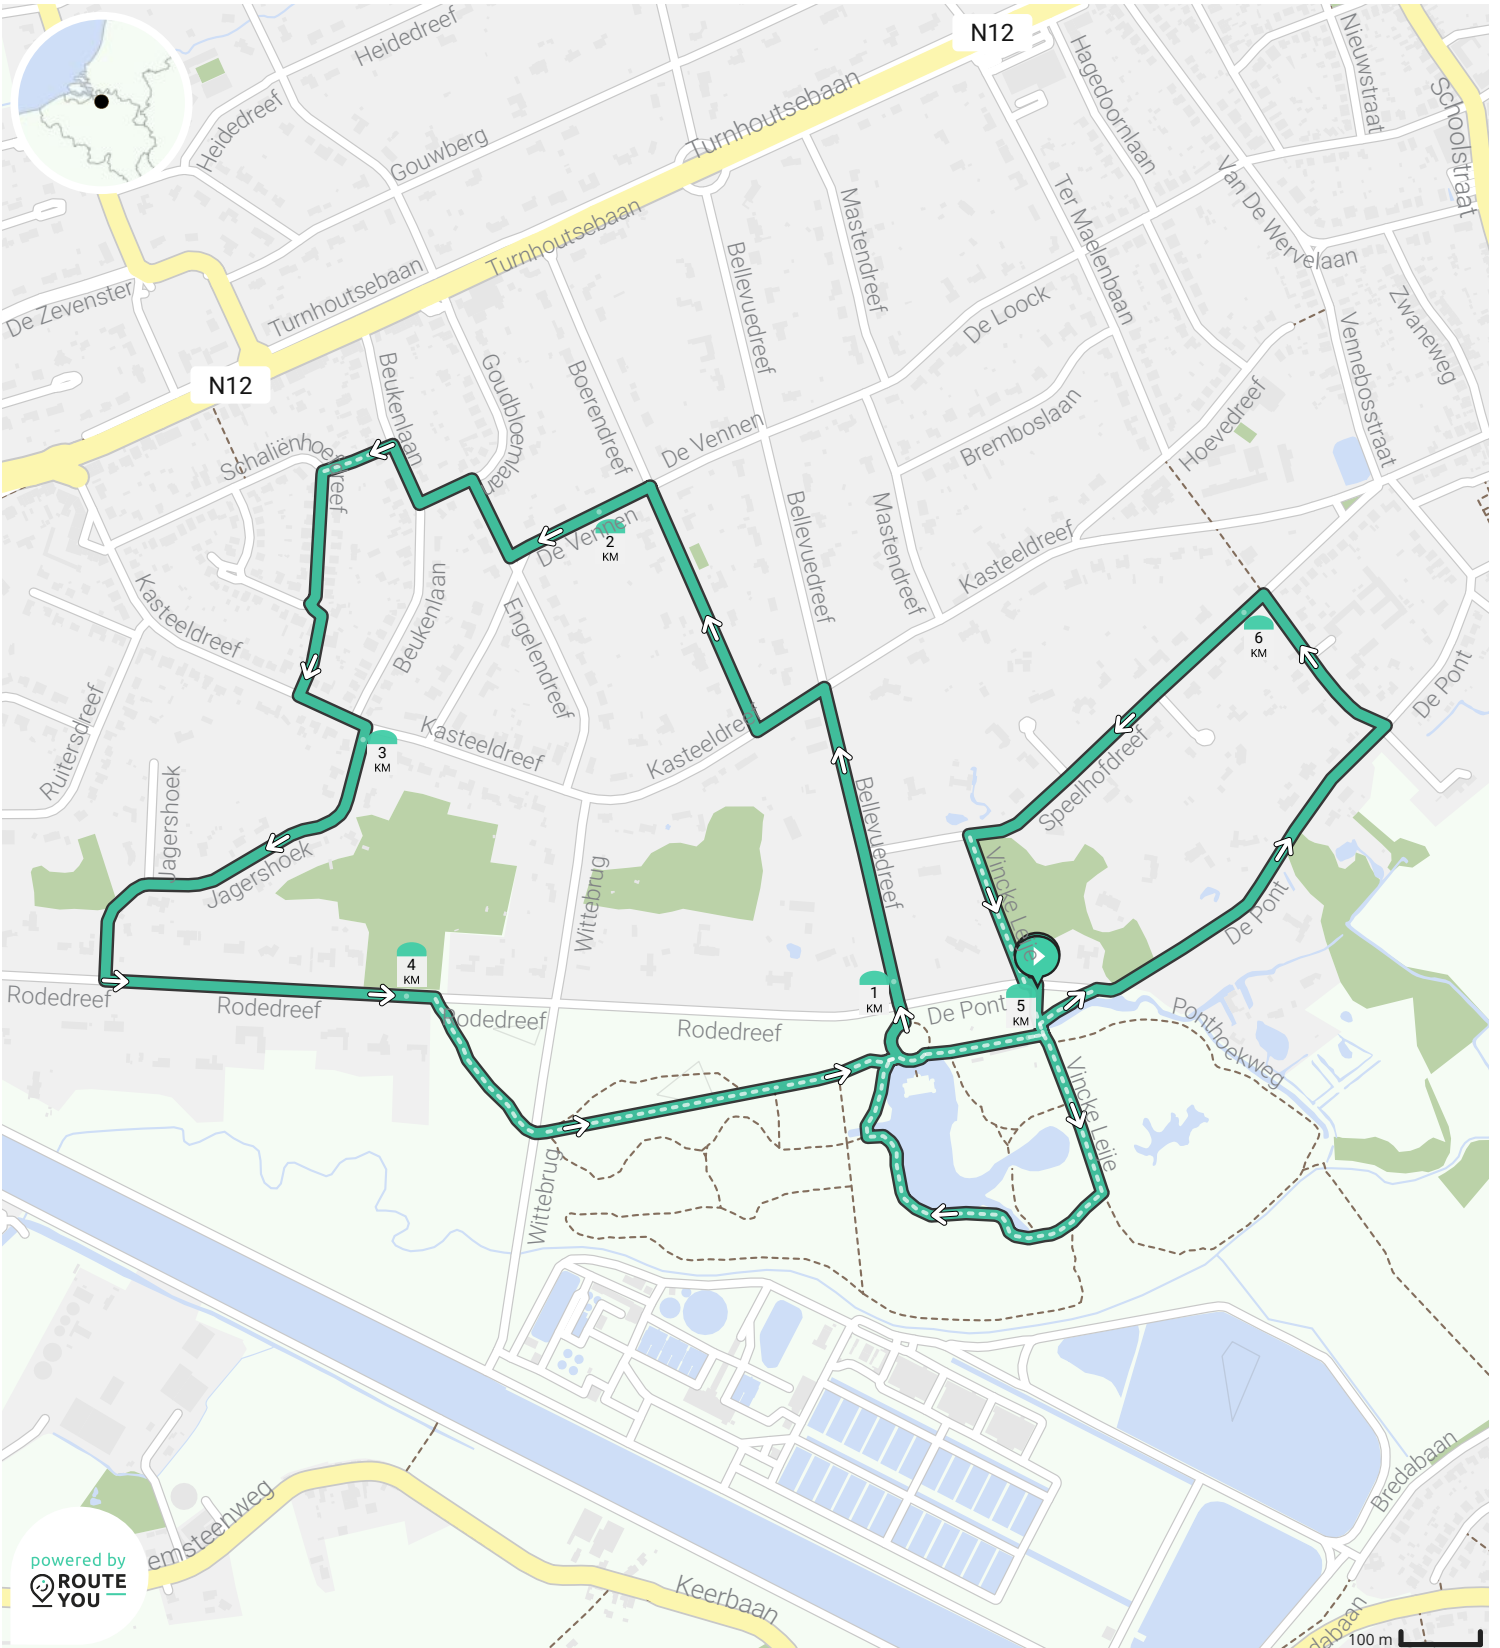 N12
Heidedreef
Hagedoornlaan
Nieuwstraat
Schoolstraat
Heidedreef
Gouwberg
Turnhoutsebaan
Ter Maelenbaan
Van De Wervelaan
Mastendreef
Turnhoutsebaan
Bellevuedreef
De Zevenster
Turnhoutsebaan
De Loock
Zwaneweg
Vennebosstraat
N12
Beukenlaan
Goudbloemlaan
Boerendreef
De Vennen
Bremboslaan
Hoevedreef
Schaliënhoevedreef
De Vennen
2
KM
Bellevuedreef
Mastendreef
Kasteeldreef
Kasteeldreef
Beukenlaan
Engelendreef
6
KM
De Pont
Ruitersdreef
3
KM
Kasteeldreef
Kasteeldreef
Speelhofdreef
Jagershoek
Jagershoek
Bellevuedreef
Wittebrug
Vincke Leije
De Pont
4
KM
1
KM
5
KM
Rodedreef
Rodedreef
Rodedreef
Rodedreef
De Pont
Ponthoekweg
Vincke Leije
Wittebrug
Bredabaan
emsteenweg
Keerbaan
dabaan
powered by
ROUTE
YOU
100 m